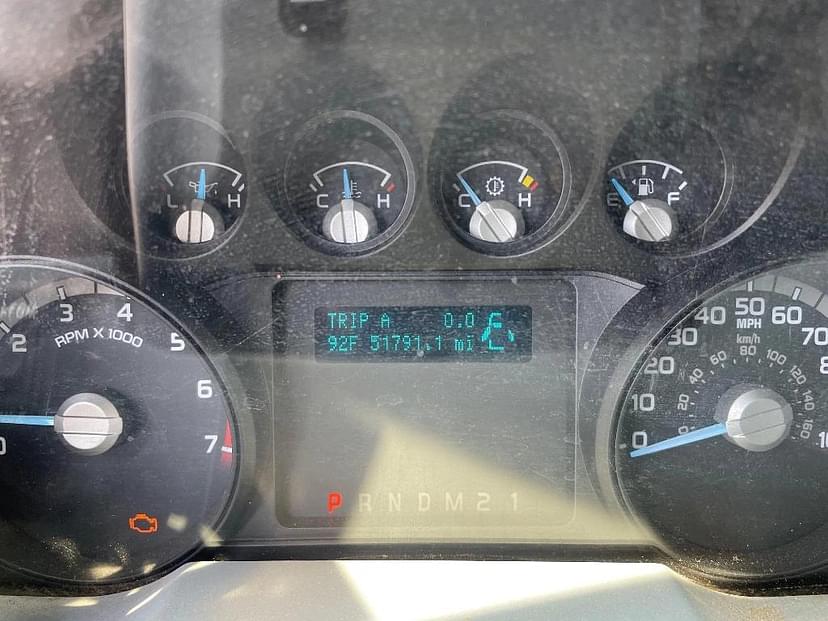 L H
C H
C H
E F
2 3 4 5 6 7
RPM X 1000
0
TRIP A 0.0
92F 51791.1 mi
P R N D M 2 1
0 10 20 30 40 50 60 70
MPH
km/h
20 40 60 80 100 120 140 160